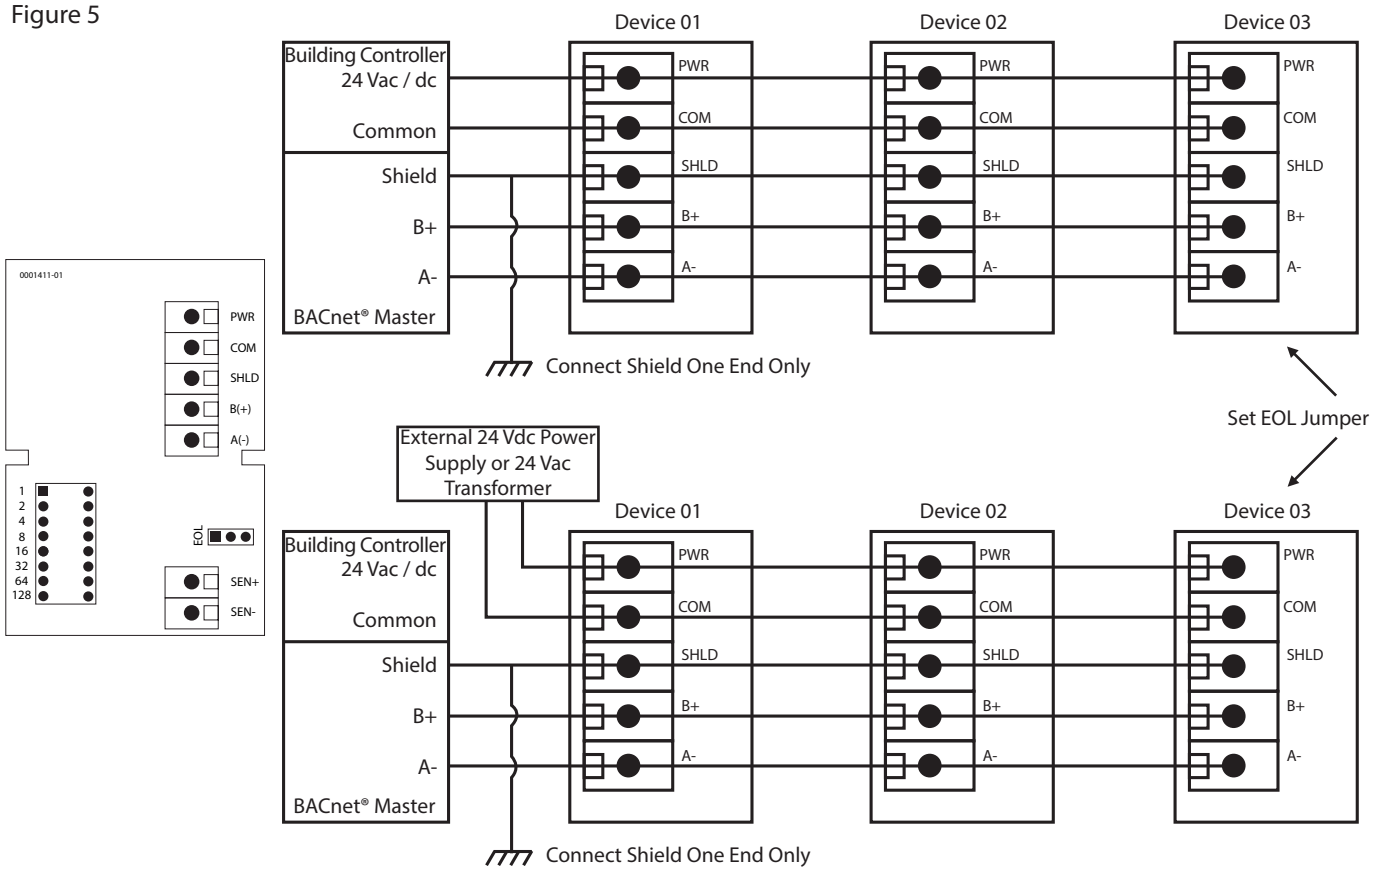 Figure 5
Device 01
Device 02
Device 03
Building Controller
24 Vac / dc
Common
Shield
B+
A-
BACnet® Master
PWR
COM
SHLD
B+
A-
PWR
COM
SHLD
B+
A-
PWR
COM
SHLD
B+
A-
Connect Shield One End Only
Set EOL Jumper
0001411-01
PWR
COM
SHLD
B(+)
A(-)
1
2
4
8
16
32
64
128
EOL
SEN+
SEN-
External 24 Vdc Power
Supply or 24 Vac
Transformer
Device 01
Device 02
Device 03
Building Controller
24 Vac / dc
Common
Shield
B+
A-
BACnet® Master
PWR
COM
SHLD
B+
A-
PWR
COM
SHLD
B+
A-
PWR
COM
SHLD
B+
A-
Connect Shield One End Only